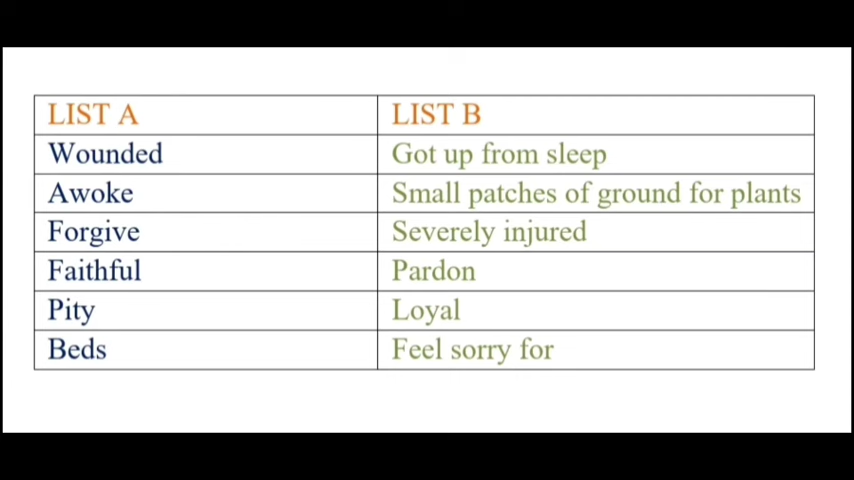 LIST A LIST B
Wounded Got up from sleep
Awoke Small patches of ground for plants
Forgive Severely injured
Faithful Pardon
Pity Loyal
Beds Feel sorry for